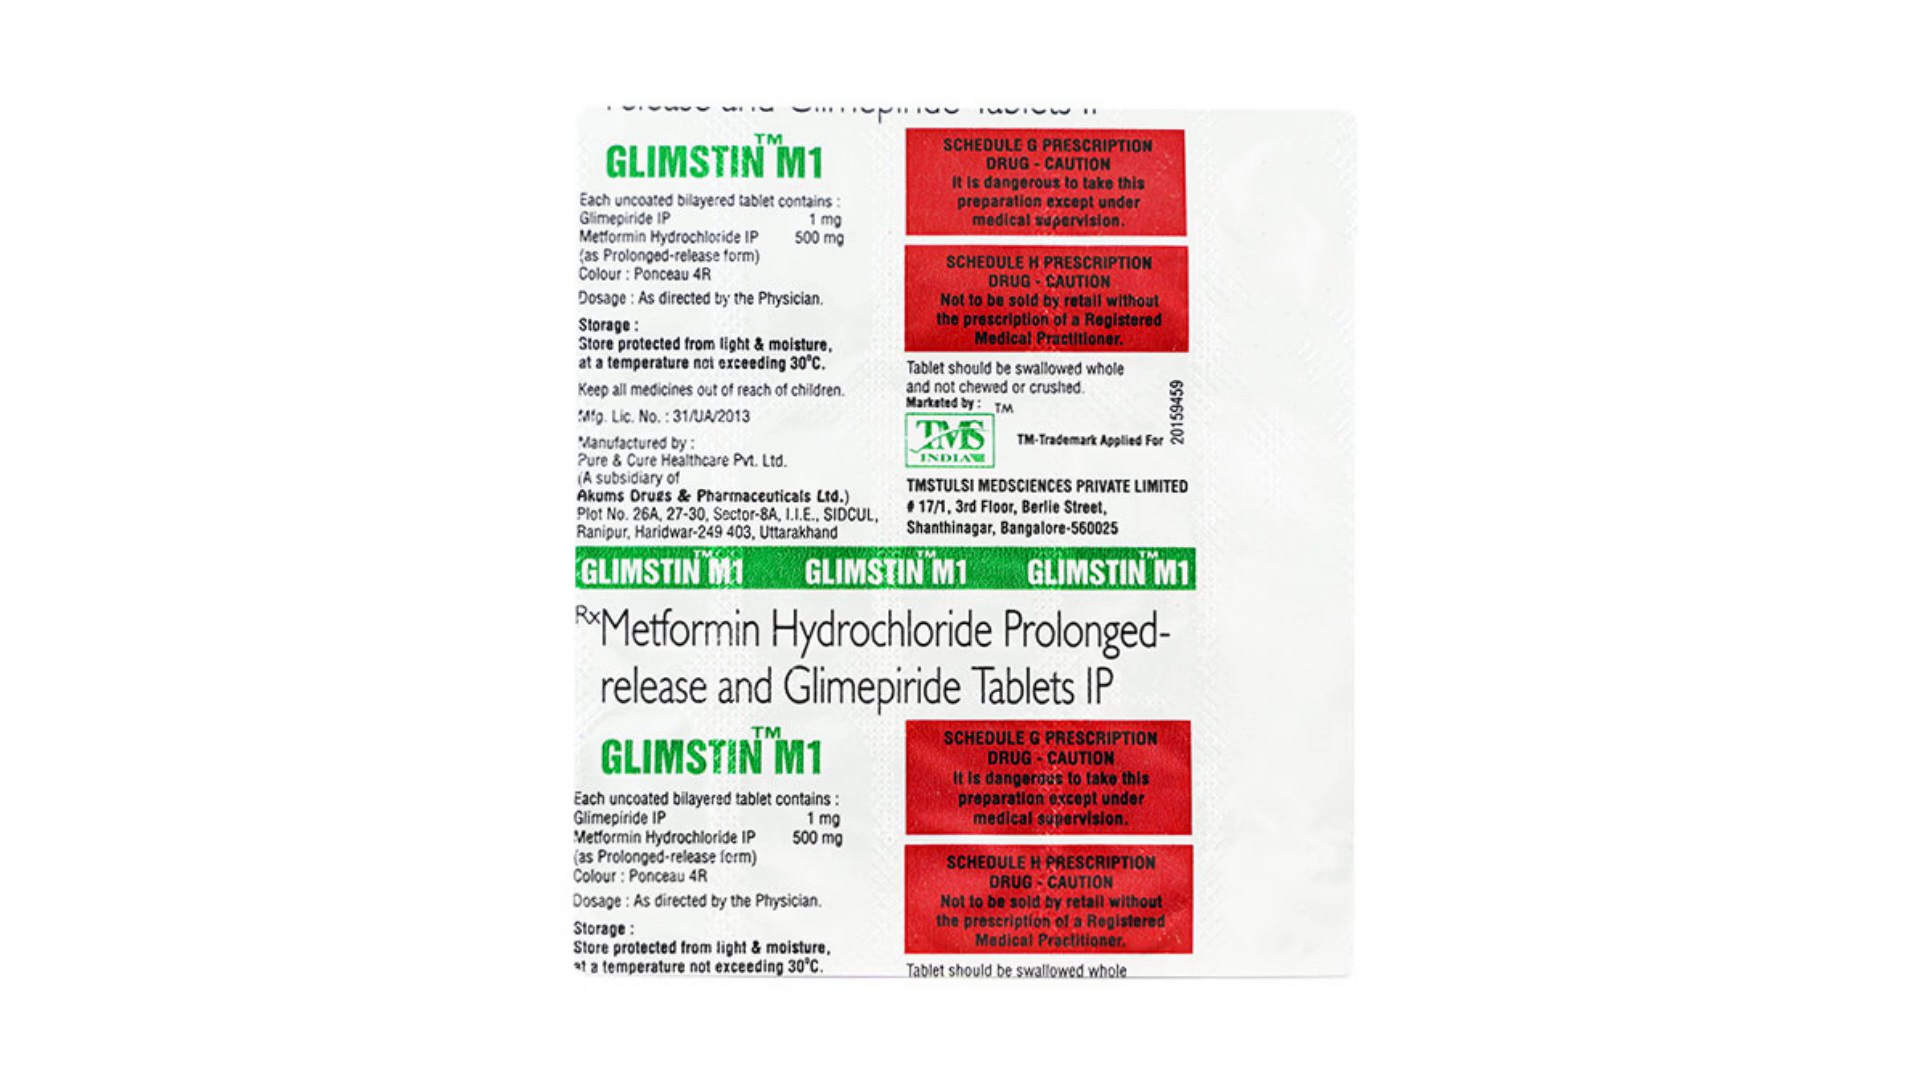 release and Glimepiride Tablets IP
GLIMSTIN™ M1
Each uncoated bilayered tablet contains :
Glimepiride IP 1 mg
Metformin Hydrochloride IP 500 mg
(as Prolonged-release form)
Colour : Ponceau 4R
Dosage : As directed by the Physician.
Storage :
Store protected from light & moisture,
at a temperature not exceeding 30°C.
Keep all medicines out of reach of children.
Mfg. Lic. No. : 31/UA/2013
Manufactured by :
Pure & Cure Healthcare Pvt. Ltd.
(A subsidiary of
Akums Drugs & Pharmaceuticals Ltd.)
Plot No. 26A, 27-30, Sector-8A, I.I.E., SIDCUL,
Ranipur, Haridwar-249 403, Uttarakhand
SCHEDULE G PRESCRIPTION
DRUG - CAUTION
It is dangerous to take this
preparation except under
medical supervision.
SCHEDULE H PRESCRIPTION
DRUG - CAUTION
Not to be sold by retail without
the prescription of a Registered
Medical Practitioner.
Tablet should be swallowed whole
and not chewed or crushed.
Marketed by :
TM
TMS
INDIA
TM-Trademark Applied For
20159459
TMSTULSI MEDSCIENCES PRIVATE LIMITED
# 17/1, 3rd Floor, Berlie Street,
Shanthinagar, Bangalore-560025
GLIMSTIN™ M1 GLIMSTIN™ M1 GLIMSTIN™ M1
Rx Metformin Hydrochloride Prolonged-
release and Glimepiride Tablets IP
GLIMSTIN™ M1
Each uncoated bilayered tablet contains :
Glimepiride IP 1 mg
Metformin Hydrochloride IP 500 mg
(as Prolonged-release form)
Colour : Ponceau 4R
Dosage : As directed by the Physician.
Storage :
Store protected from light & moisture,
at a temperature not exceeding 30°C.
SCHEDULE G PRESCRIPTION
DRUG - CAUTION
It is dangerous to take this
preparation except under
medical supervision.
SCHEDULE H PRESCRIPTION
DRUG - CAUTION
Not to be sold by retail without
the prescription of a Registered
Medical Practitioner.
Tablet should be swallowed whole